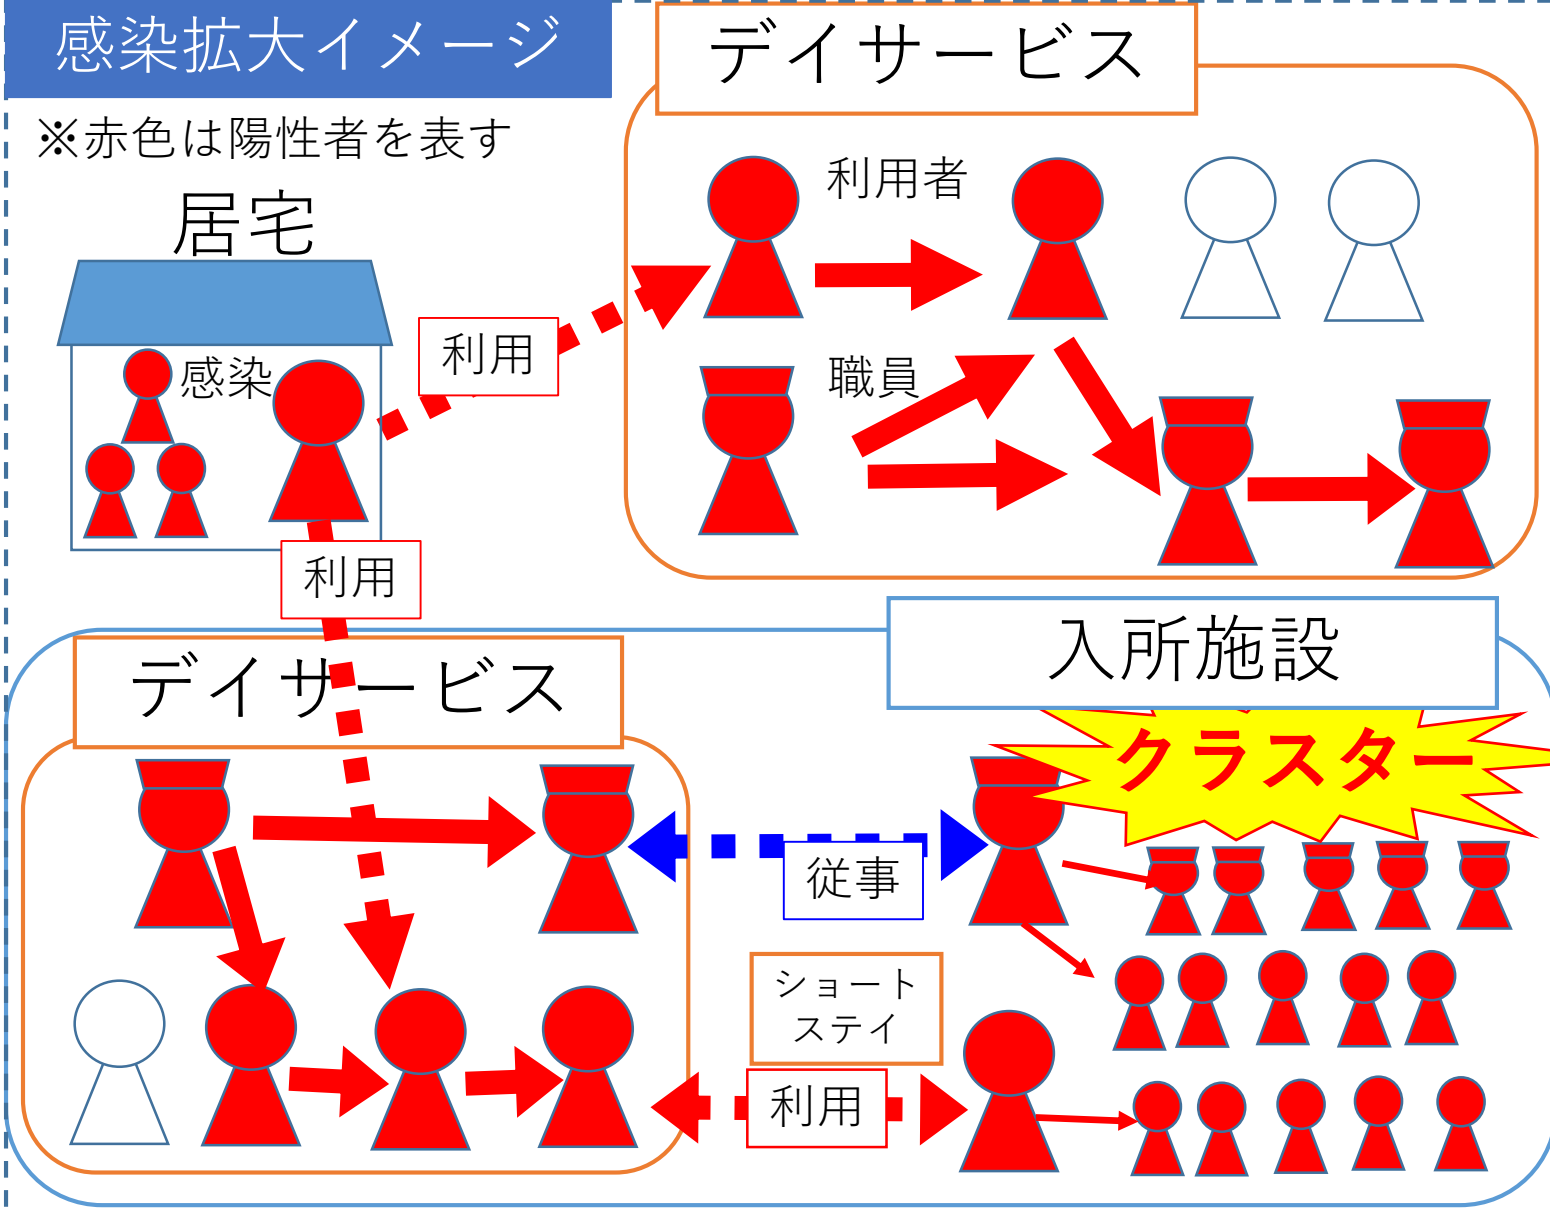 感染拡大イメージ
※赤色は陽性者を表す
居宅
感染
利用
利用
デイサービス
利用者
職員
入所施設
クラスター
デイサービス
従事
ショート
ステイ
利用